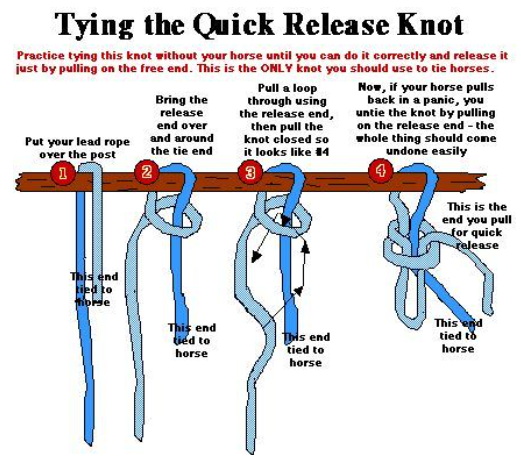 Tying the Quick Release Knot
Practice tying this knot without your horse until you can do it correctly and release it
just by pulling on the free end. This is the ONLY knot you should use to tie horses.
Put your lead rope
over the post
1
This end
tied to
horse
Bring the
release
end over
and around
the tie end
2
This end
tied to
horse
Pull a loop
through using
the release end,
then pull the
knot closed so
it looks like #4
3
This end
tied to
horse
Now, if your horse pulls
back in a panic, you
untie the knot by pulling
on the release end - the
whole thing should come
undone easily
4
This is the
end you pull
for quick
release
This end
tied to
horse